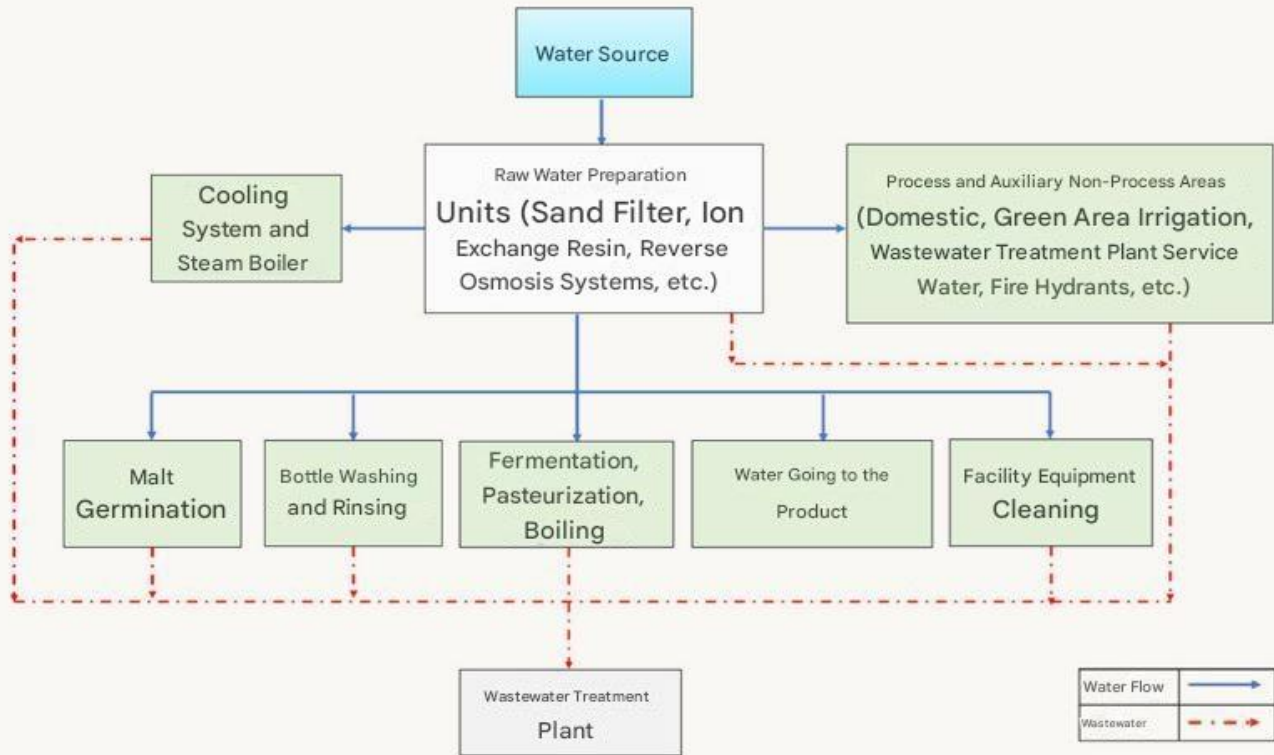 Water Source
Raw Water Preparation
Units (Sand Filter, Ion
Exchange Resin, Reverse
Osmosis Systems, etc.)
Cooling
System and
Steam Boiler
Process and Auxiliary Non-Process Areas
(Domestic, Green Area Irrigation,
Wastewater Treatment Plant Service
Water, Fire Hydrants, etc.)
Malt
Germination
Bottle Washing
and Rinsing
Fermentation,
Pasteurization,
Boiling
Water Going to the
Product
Facility Equipment
Cleaning
Wastewater Treatment
Plant
Water Flow
Wastewater